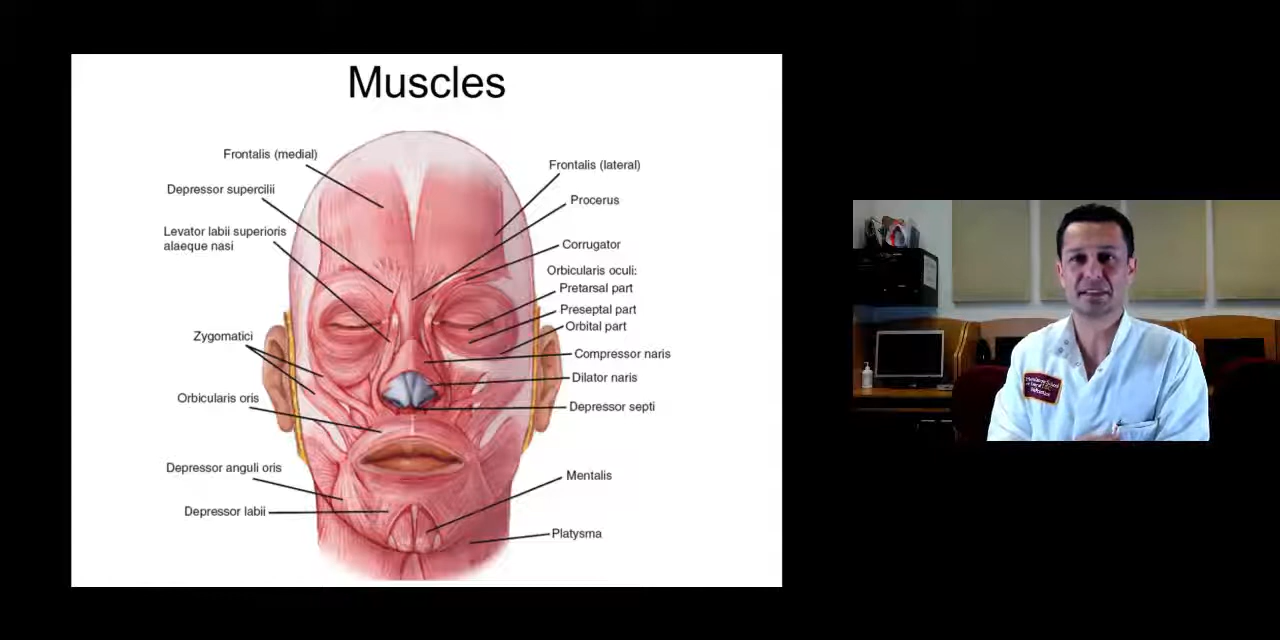 Muscles
Frontalis (medial)
Depressor supercilii
Levator labii superioris
alaeque nasi
Zygomatici
Orbicularis oris
Depressor anguli oris
Depressor labii
Frontalis (lateral)
Procerus
Corrugator
Orbicularis oculi:
Pretarsal part
Preseptal part
Orbital part
Compressor naris
Dilator naris
Depressor septi
Mentalis
Platysma